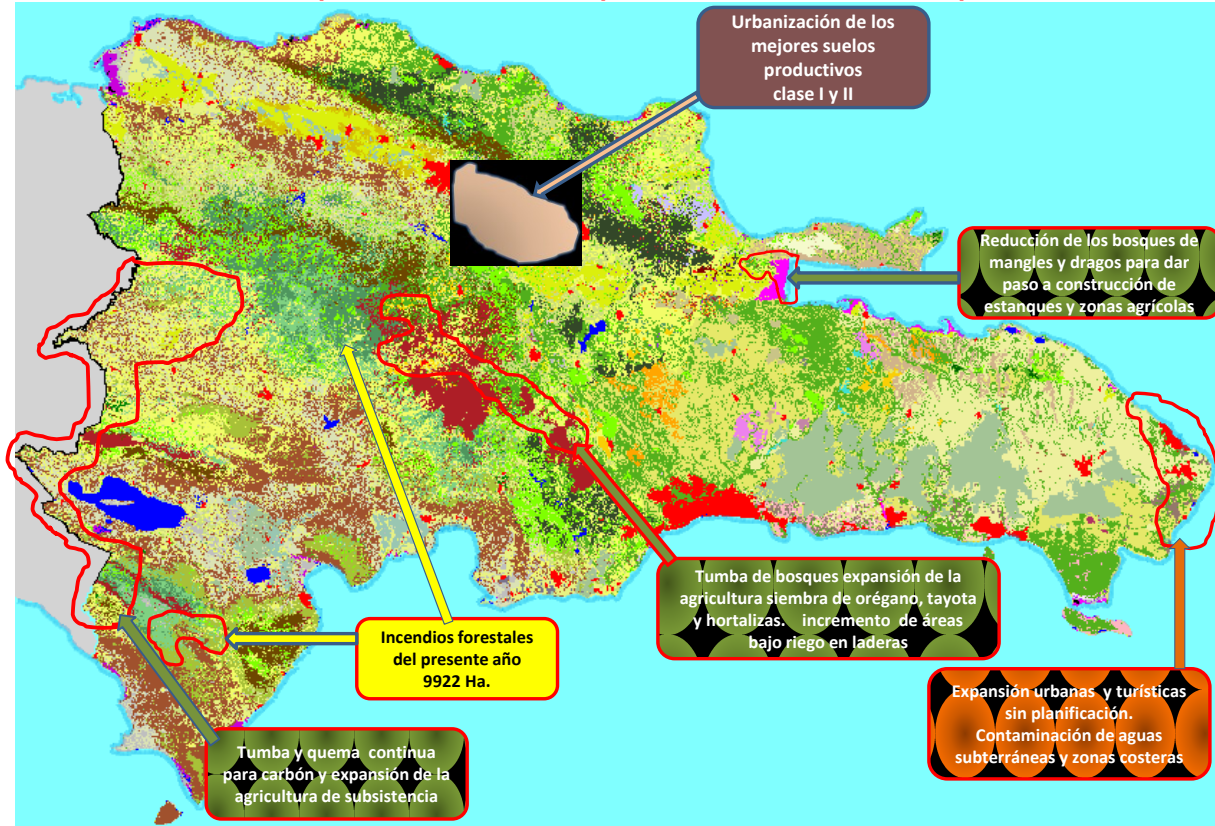 Urbanización de los
mejores suelos
productivos
clase I y II
Reducción de los bosques de
mangles y dragos para dar
paso a construcción de
estanques y zonas agrícolas
Tumba de bosques expansión de la
agricultura siembra de orégano, tayota
y hortalizas. incremento de áreas
bajo riego en laderas
Incendios forestales
del presente año
9922 Ha.
Expansión urbanas y turísticas
sin planificación.
Contaminación de aguas
subterráneas y zonas costeras
Tumba y quema continua
para carbón y expansión de la
agricultura de subsistencia